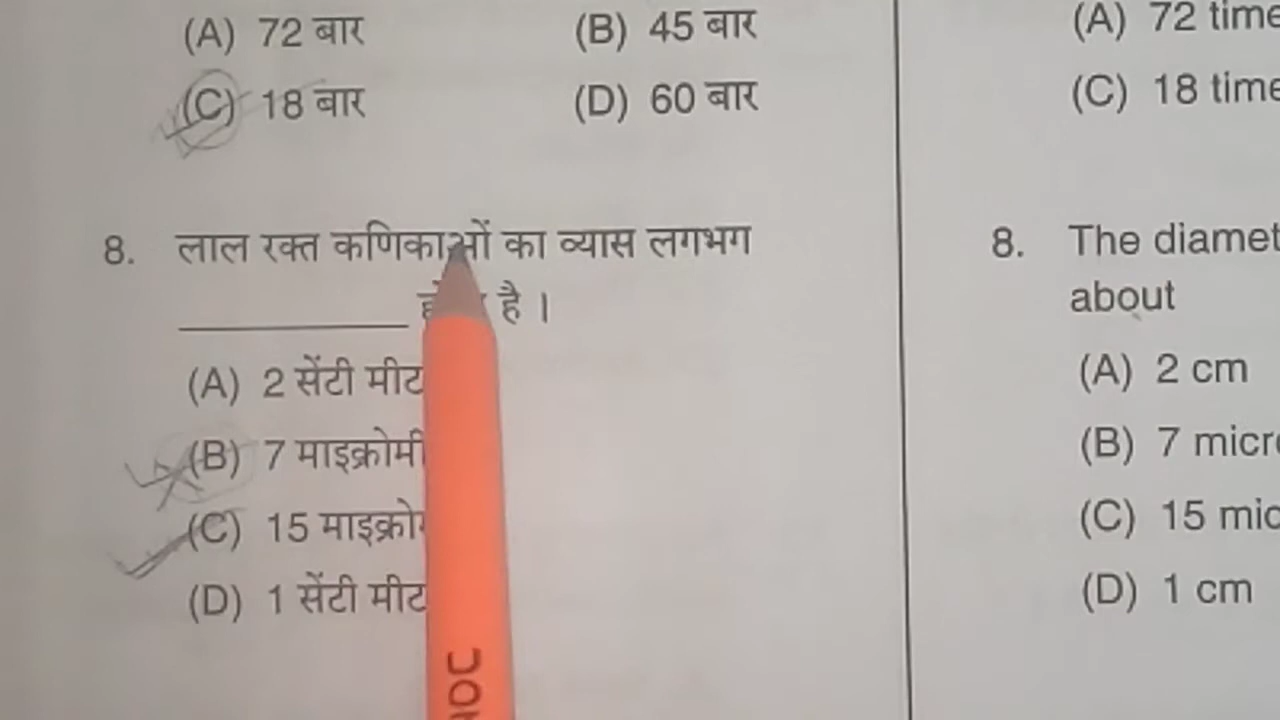 (A) 72 बार (B) 45 बार
(C) 18 बार (D) 60 बार
8. लाल रक्त कणिकाओं का व्यास लगभग
है ।
(A) 2 सेंटी मीट
(B) 7 माइक्रोमी
(C) 15 माइक्रो
(D) 1 सेंटी मीट
(A) 72 time
(C) 18 time
8. The diamet
about
(A) 2 cm
(B) 7 micr
(C) 15 mic
(D) 1 cm